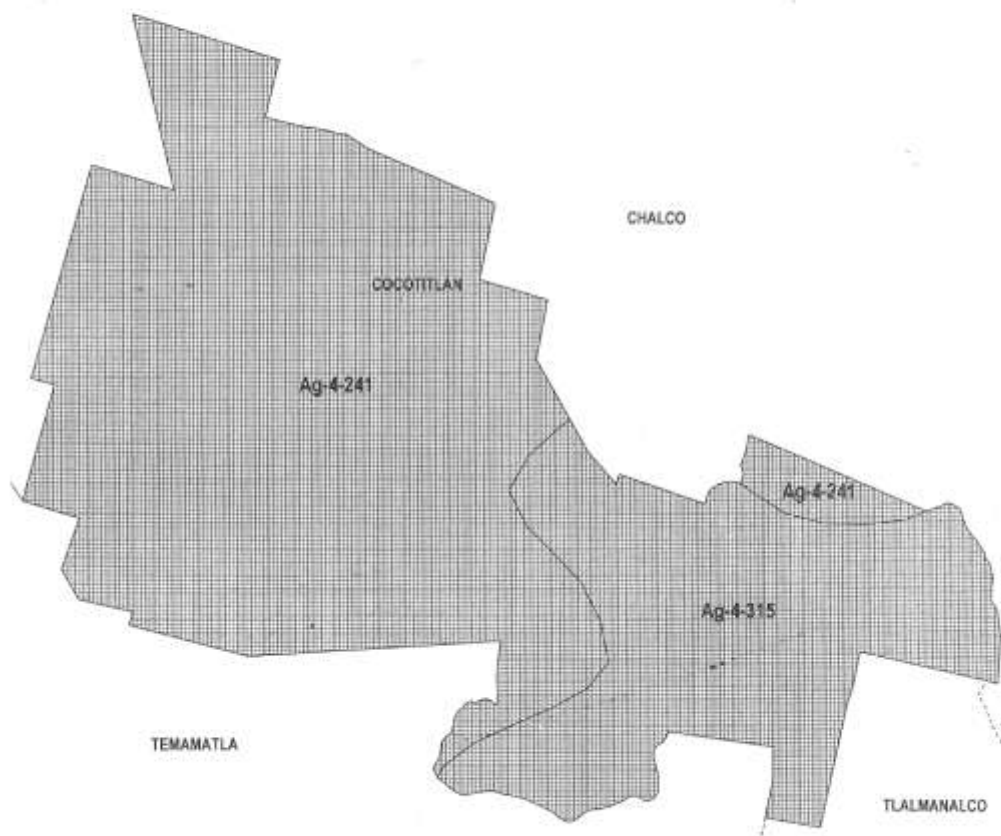 CHALCO
COCOTITLAN
Ag-4-241
Ag-4-241
Ag-4-315
TEMAMATLA
TLALMANALCO